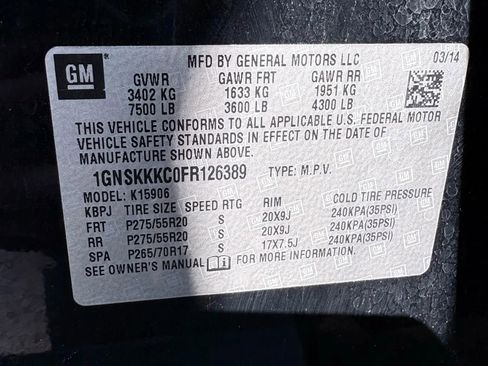 GM
MFD BY GENERAL MOTORS LLC 03/14
GVWR GAWR FRT GAWR RR
3402 KG 1633 KG 1951 KG
7500 LB 3600 LB 4300 LB
THIS VEHICLE CONFORMS TO ALL APPLICABLE U.S. FEDERAL MOTOR
VEHICLE SAFETY STANDARDS IN EFFECT ON THE DATE OF
MANUFACTURE SHOWN ABOVE.
1GNSKKKC0FR126389 TYPE: M.P.V.
MODEL: K15906
KBPJ TIRE SIZE SPEED RTG RIM COLD TIRE PRESSURE
FRT P275/55R20 S 20X9J 240KPA(35PSI)
RR P275/55R20 S 20X9J 240KPA(35PSI)
SPA P265/70R17 S 17X7.5J 240KPA(35PSI)
SEE OWNER'S MANUAL FOR MORE INFORMATION.